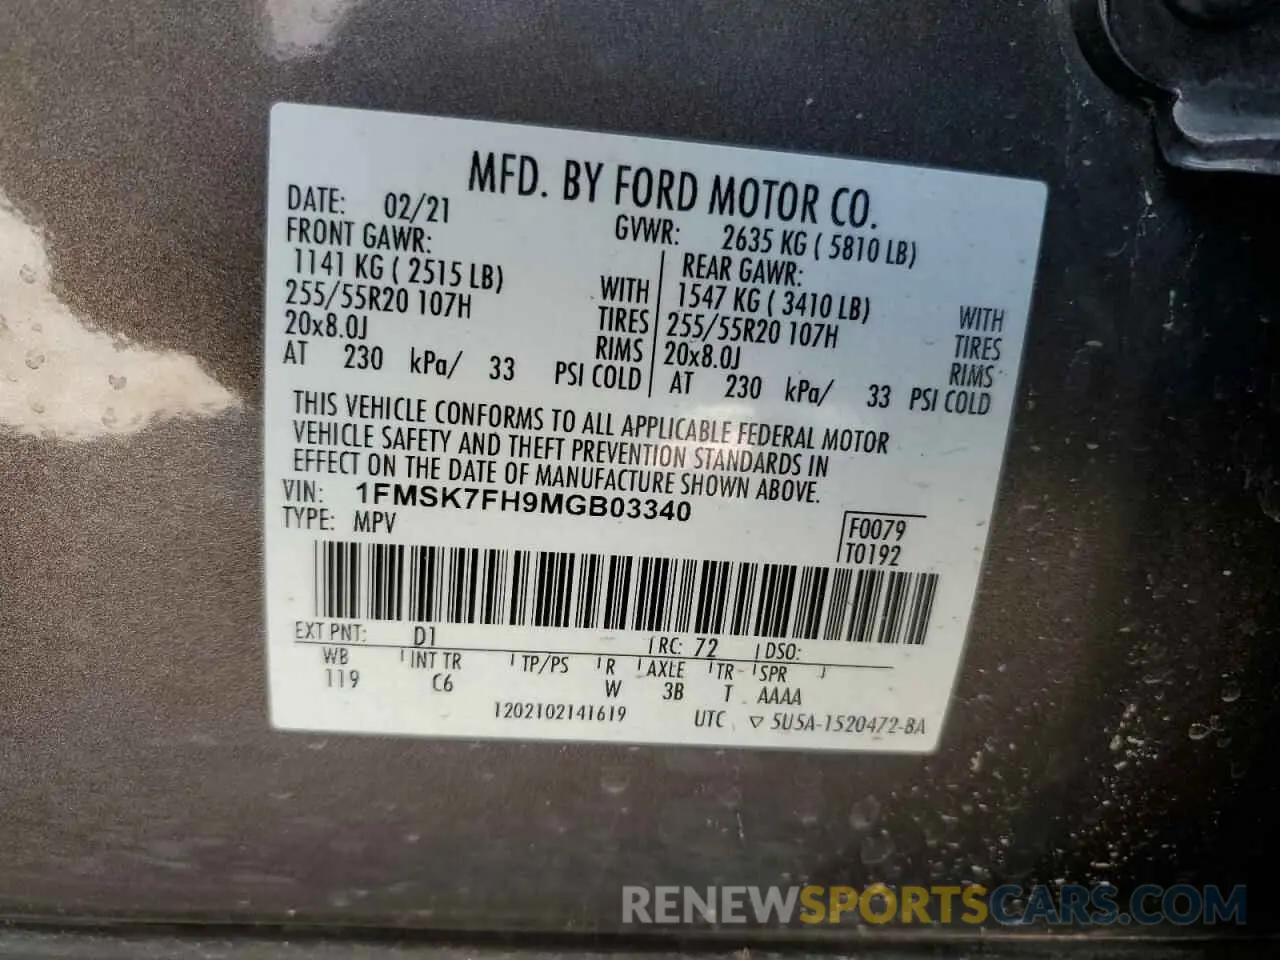 MFD. BY FORD MOTOR CO.
DATE: 02/21 GVWR: 2635 KG ( 5810 LB)
FRONT GAWR: REAR GAWR:
1141 KG ( 2515 LB) WITH 1547 KG ( 3410 LB) WITH
255/55R20 107H TIRES 255/55R20 107H TIRES
20x8.0J RIMS 20x8.0J RIMS
AT 230 kPa/ 33 PSI COLD AT 230 kPa/ 33 PSI COLD
THIS VEHICLE CONFORMS TO ALL APPLICABLE FEDERAL MOTOR
VEHICLE SAFETY AND THEFT PREVENTION STANDARDS IN
EFFECT ON THE DATE OF MANUFACTURE SHOWN ABOVE.
VIN: 1FMSK7FH9MGB03340
TYPE: MPV F0079
T0192
EXT PNT: D1 RC: 72 DSO:
WB INT TR TP/PS R AXLE TR SPR
119 C6 W 3B T AAAA
1202102141619 UTC ▽ 5U5A-1520472-BA
RENEWSPORTSCARS.COM